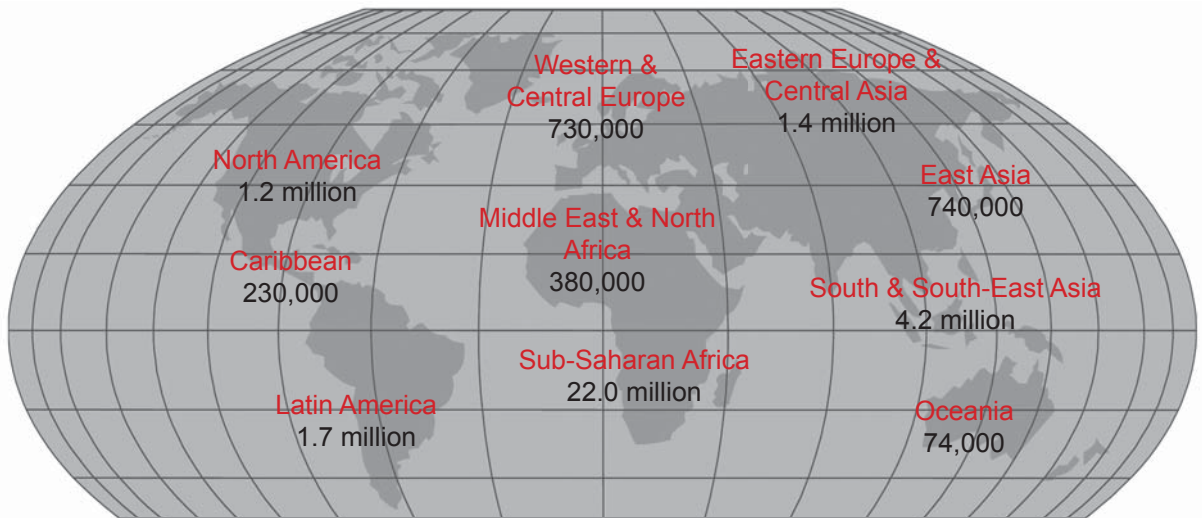 Western &
Central Europe
730,000
Eastern Europe &
Central Asia
1.4 million
North America
1.2 million
East Asia
740,000
Middle East & North
Africa
380,000
Caribbean
230,000
South & South-East Asia
4.2 million
Sub-Saharan Africa
22.0 million
Latin America
1.7 million
Oceania
74,000